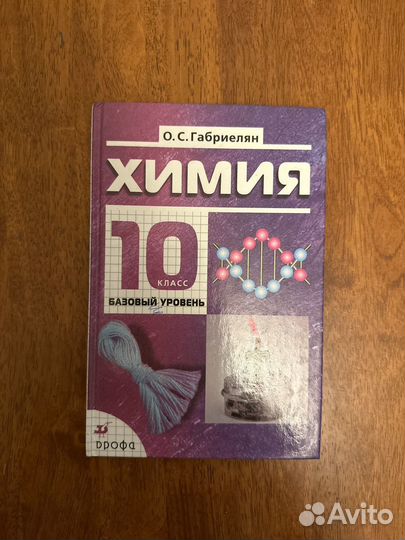 О. С. Габриелян
ХИМИЯ
10
КЛАСС
БАЗОВЫЙ УРОВЕНЬ
дрофа
Avito